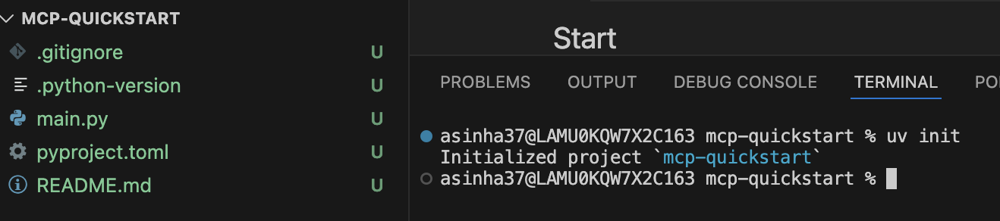 MCP-QUICKSTART
.gitignore U
.python-version U
main.py U
pyproject.toml U
README.md U
Start
PROBLEMS OUTPUT DEBUG CONSOLE TERMINAL
asinha37@LAMU0KQW7X2C163 mcp-quickstart % uv init
Initialized project `mcp-quickstart`
asinha37@LAMU0KQW7X2C163 mcp-quickstart %